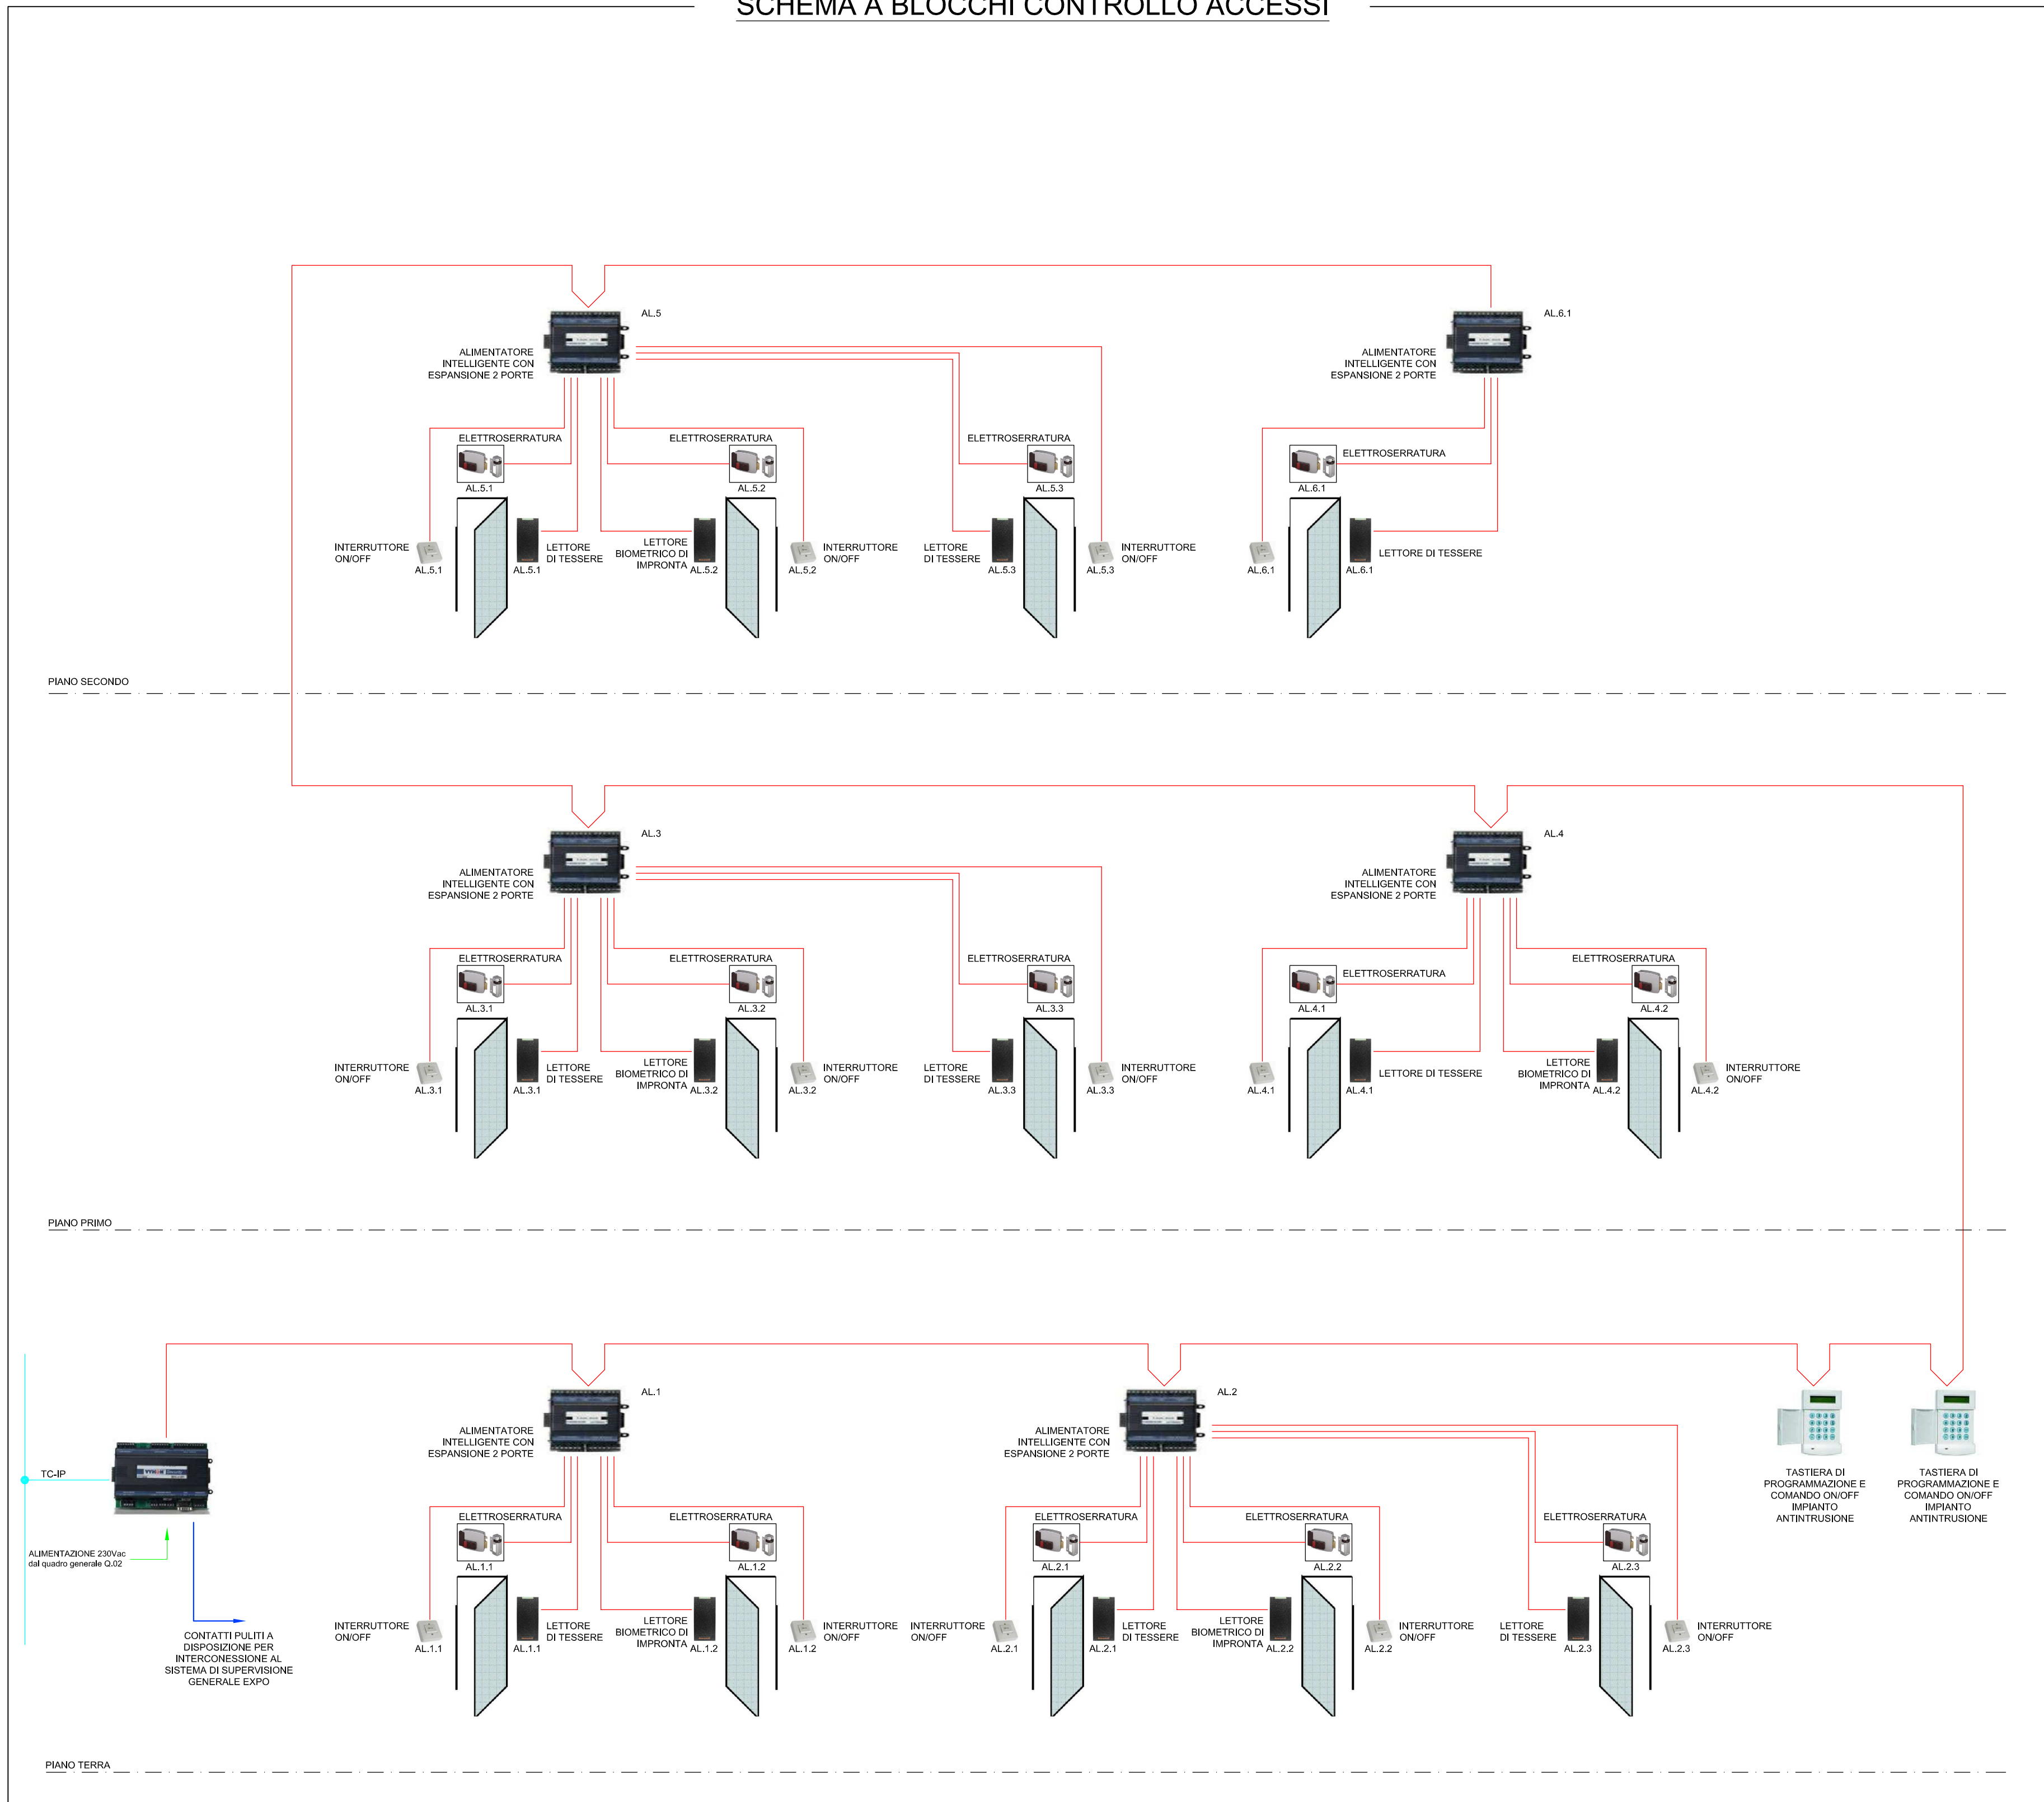 SCHEMA A BLOCCHI CONTROLLO ACCESSI
AL.5
ALIMENTATORE
INTELLIGENTE CON
ESPANSIONE 2 PORTE
AL.6.1
ALIMENTATORE
INTELLIGENTE CON
ESPANSIONE 2 PORTE
ELETTROSERRATURA
AL.5.1
ELETTROSERRATURA
AL.5.2
ELETTROSERRATURA
AL.5.3
ELETTROSERRATURA
AL.6.1
INTERRUTTORE
ON/OFF
AL.5.1
LETTORE
DI TESSERE
AL.5.1
LETTORE
BIOMETRICO DI
IMPRONTA
AL.5.2
INTERRUTTORE
ON/OFF
AL.5.2
LETTORE
DI TESSERE
AL.5.3
INTERRUTTORE
ON/OFF
AL.5.3
AL.6.1
LETTORE DI TESSERE
AL.6.1
PIANO SECONDO
AL.3
ALIMENTATORE
INTELLIGENTE CON
ESPANSIONE 2 PORTE
AL.4
ALIMENTATORE
INTELLIGENTE CON
ESPANSIONE 2 PORTE
ELETTROSERRATURA
AL.3.1
ELETTROSERRATURA
AL.3.2
ELETTROSERRATURA
AL.3.3
ELETTROSERRATURA
AL.4.1
ELETTROSERRATURA
AL.4.2
INTERRUTTORE
ON/OFF
AL.3.1
LETTORE
DI TESSERE
AL.3.1
LETTORE
BIOMETRICO DI
IMPRONTA
AL.3.2
INTERRUTTORE
ON/OFF
AL.3.2
LETTORE
DI TESSERE
AL.3.3
INTERRUTTORE
ON/OFF
AL.3.3
AL.4.1
LETTORE DI TESSERE
AL.4.1
LETTORE
BIOMETRICO DI
IMPRONTA
AL.4.2
INTERRUTTORE
ON/OFF
AL.4.2
PIANO PRIMO
AL.1
ALIMENTATORE
INTELLIGENTE CON
ESPANSIONE 2 PORTE
AL.2
ALIMENTATORE
INTELLIGENTE CON
ESPANSIONE 2 PORTE
TASTIERA DI
PROGRAMMAZIONE E
COMANDO ON/OFF
IMPIANTO
ANTINTRUSIONE
TASTIERA DI
PROGRAMMAZIONE E
COMANDO ON/OFF
IMPIANTO
ANTINTRUSIONE
TC-IP
ALIMENTAZIONE 230Vac
dal quadro generale Q.02
CONTATTI PULITI A
DISPOSIZIONE PER
INTERCONESSIONE AL
SISTEMA DI SUPERVISIONE
GENERALE EXPO
ELETTROSERRATURA
AL.1.1
ELETTROSERRATURA
AL.1.2
ELETTROSERRATURA
AL.2.1
ELETTROSERRATURA
AL.2.2
ELETTROSERRATURA
AL.2.3
INTERRUTTORE
ON/OFF
AL.1.1
LETTORE
DI TESSERE
AL.1.1
LETTORE
BIOMETRICO DI
IMPRONTA
AL.1.2
INTERRUTTORE
ON/OFF
AL.1.2
INTERRUTTORE
ON/OFF
AL.2.1
LETTORE
DI TESSERE
AL.2.1
LETTORE
BIOMETRICO DI
IMPRONTA
AL.2.2
INTERRUTTORE
ON/OFF
AL.2.2
LETTORE
DI TESSERE
AL.2.3
INTERRUTTORE
ON/OFF
AL.2.3
PIANO TERRA